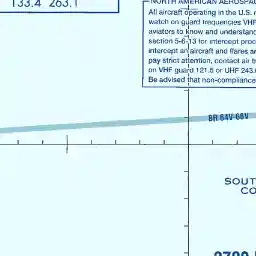 133.4 263.1
NORTH AMERICAN AEROSPAC
All aircraft operating in the U.S. n
watch on guard frequencies VHF
aviators to know and understand
section 5-6-13 for intercept proc
intercept an aircraft and flares w
pay strict attention, contact air t
on VHF guard 121.5 or UHF 243.
Be advised that non-compliance
BR 64V 68V
SOUT
CO